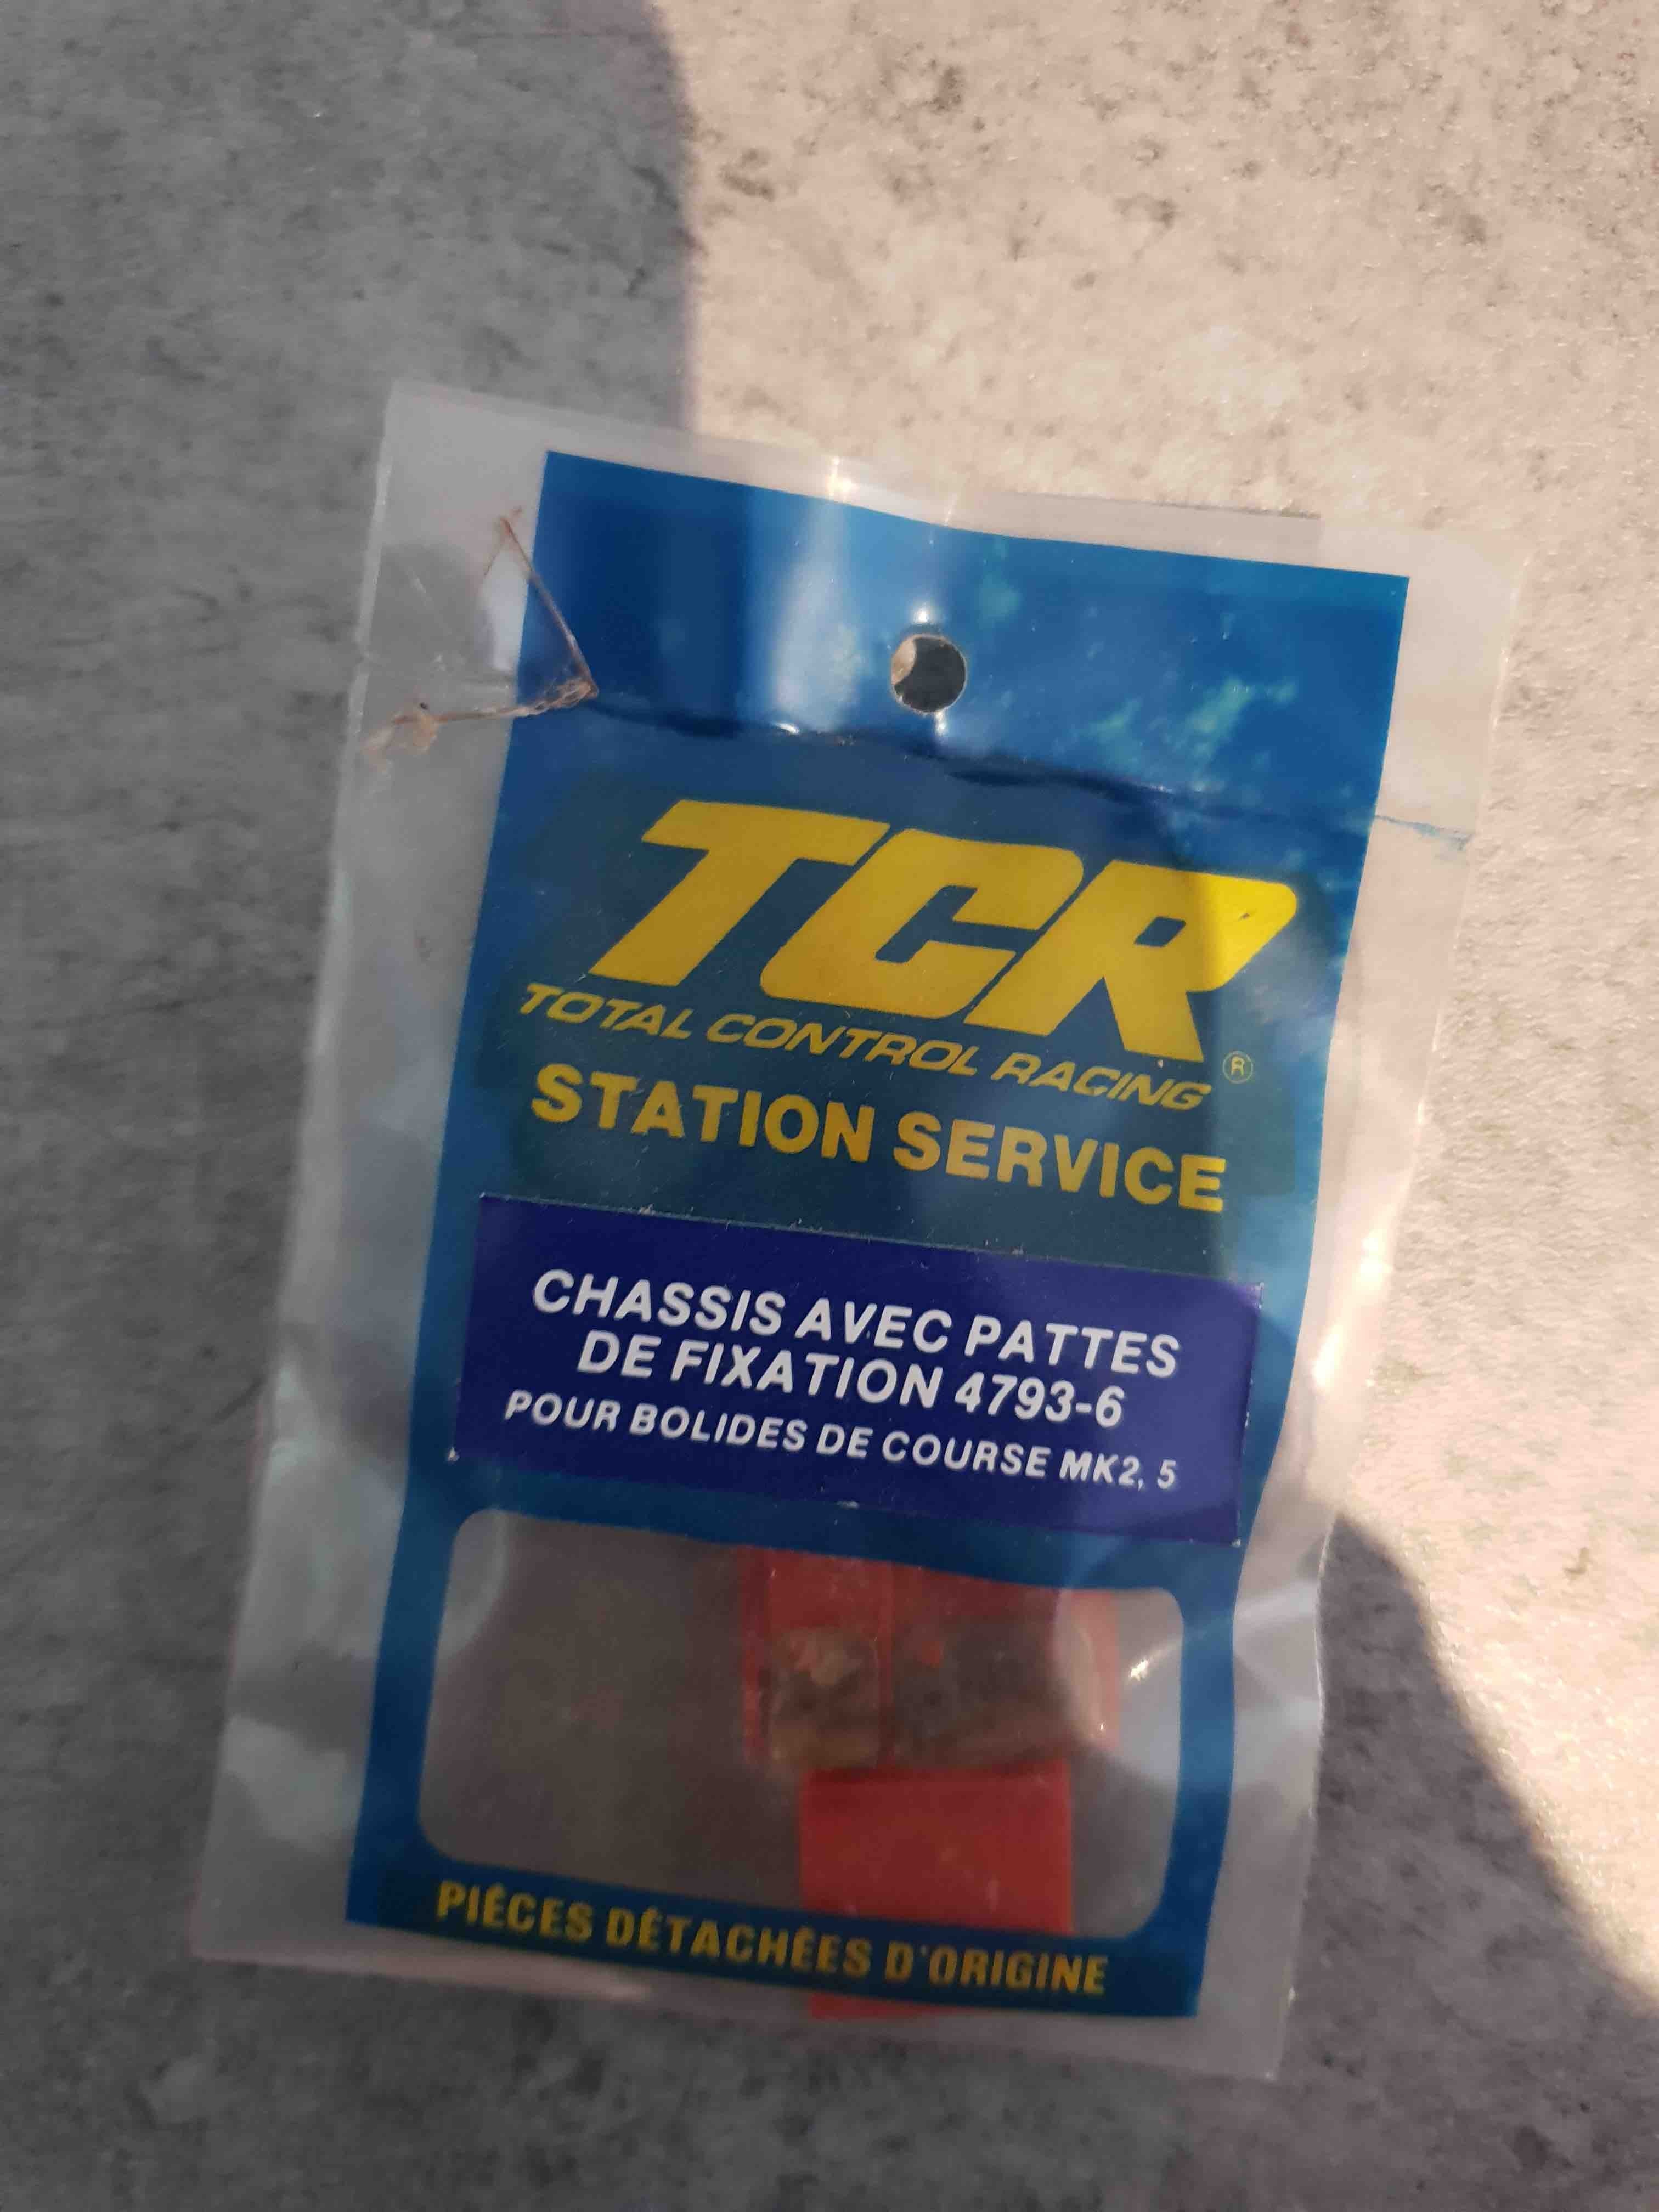 TCR
TOTAL CONTROL RACING ®
STATION SERVICE
CHASSIS AVEC PATTES
DE FIXATION 4793-6
POUR BOLIDES DE COURSE MK2, 5
PIÉCES DÉTACHÉES D'ORIGINE